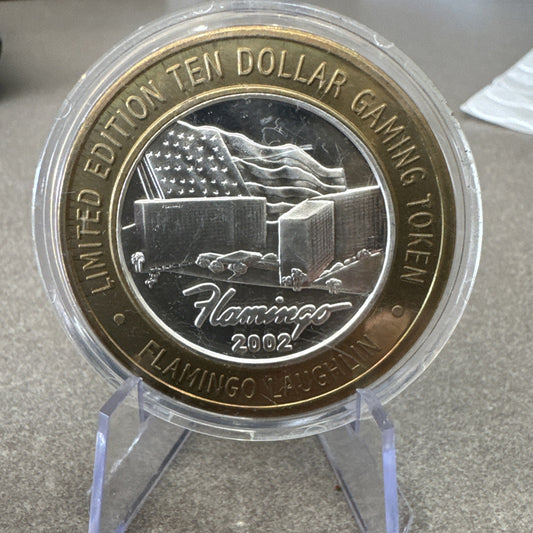 LIMITED EDITION TEN DOLLAR GAMING TOKEN
Flamingo
2002
FLAMINGO LAUGHLIN